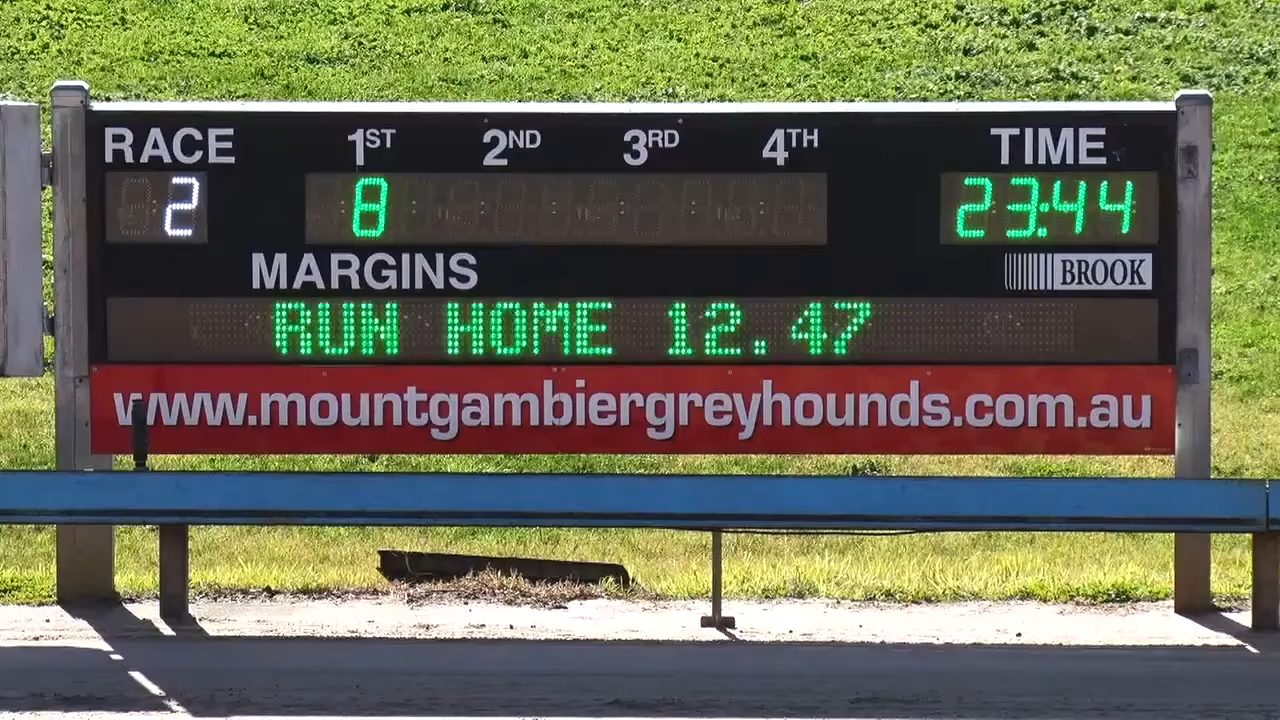 RACE 1ST 2ND 3RD 4TH TIME
2 8 23:44
MARGINS BROOK
RUN HOME 12.47
www.mountgambiergreyhounds.com.au